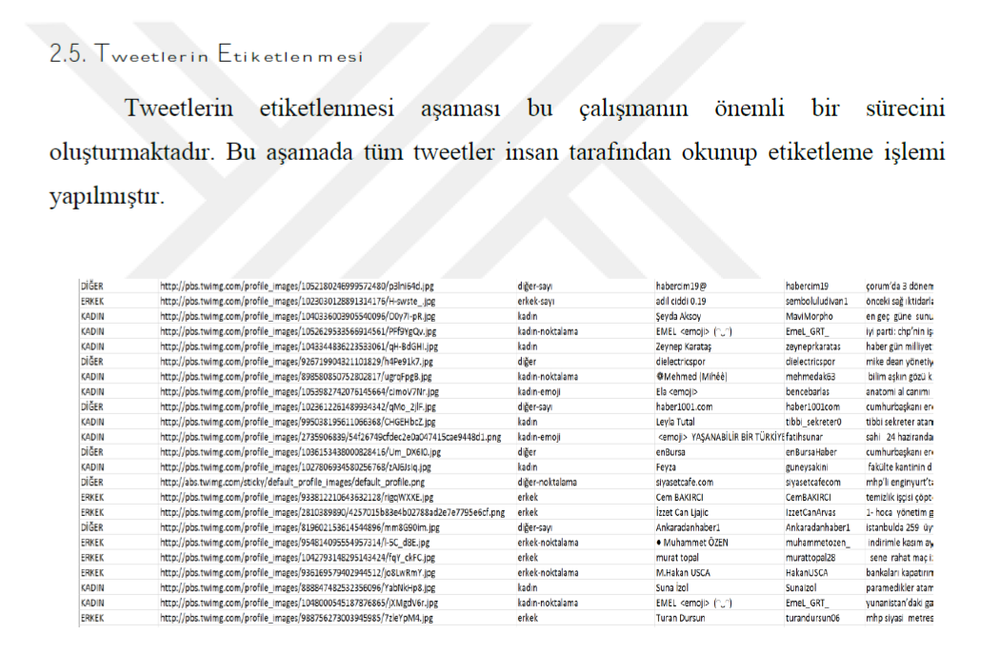 2.5. Tweetlerin Etiketlenmesi
Tweetlerin etiketlenmesi aşaması bu çalışmanın önemli bir sürecini
oluşturmaktadır. Bu aşamada tüm tweetler insan tarafından okunup etiketleme işlemi
yapılmıştır.
DİĞER http://pbs.twimg.com/profile_images/1052180246999572480/p3lni64d.jpg diğer-sayı habercim19@ habercim19 çorum'da 3 dönem
ERKEK http://pbs.twimg.com/profile_images/1023030128891314176/H-swste_.jpg erkek-sayı adil ciddi 0.19 semboluludivan1 önceki sağ iktidarla
KADIN http://pbs.twimg.com/profile_images/1040336003905540096/O0y7I-pR.jpg kadın Şeyda Aksoy MaviMorpho en geç güne sunu
KADIN http://pbs.twimg.com/profile_images/1052629533566914561/PFf9YgQv.jpg kadın-noktalama EMEL <emoji> EmeL_GRT_ iyi parti: chp'nin iş
KADIN http://pbs.twimg.com/profile_images/1043344836223533061/qH-BdGHI.jpg kadın Zeynep Karataş zeyneprkaratas haber gün milliyet
DİĞER http://pbs.twimg.com/profile_images/926719904321101829/h4Pe91k7.jpg diğer dielectricspor dielectricspor mike dean yönetiy
KADIN http://pbs.twimg.com/profile_images/898580850752802817/ugrqFpgB.jpg kadın-noktalama Mehmed |Mihêê| mehmedak63 bilim aşkın gözü k
KADIN http://pbs.twimg.com/profile_images/1053982742076145664/cJmoV7Nr.jpg kadın-emoji Ela <emoji> bencebarlas anatomi al canımı
DİĞER http://pbs.twimg.com/profile_images/1023612261489934342/qMo_2jlF.jpg diğer-sayı haber1001.com haber1001com cumhurbaşkanı er
KADIN http://pbs.twimg.com/profile_images/995038195611066368/CHGEHbcZ.jpg kadın Leyla Tutal tibbi_sekreter0 tıbbi sekreter atan
KADIN http://pbs.twimg.com/profile_images/2735906839/54f26749cfdec2e0a047415cae9448d1.png kadın-emoji <emoji> YAŞANABİLİR BİR TÜRKİYE fatihsunar sahi 24 haziranda
DİĞER http://pbs.twimg.com/profile_images/1036153438000828416/Um_DX6IO.jpg diğer enBursa enBursaHaber cumhurbaşkanı er
KADIN http://pbs.twimg.com/profile_images/1027806934580256768/zAJ6Jsiq.jpg kadın Feyza guneysakini fakülte kantinin d
DİĞER http://abs.twimg.com/sticky/default_profile_images/default_profile.png diğer-noktalama siyasetcafe.com siyasetcafecom mhp'li enginyurt'ta
ERKEK http://pbs.twimg.com/profile_images/933812210643632128/rigqWXKE.jpg erkek Cem BAKIRCI CemBAKIRCI temizlik işçisi çöpt
ERKEK http://pbs.twimg.com/profile_images/2810389890/4257015b83e4b02788ad2e7e7795e6cf.png erkek İzzet Can Ljajic IzzetCanArvas 1- hoca yönetim g
DİĞER http://pbs.twimg.com/profile_images/819602153614544896/mm8G90im.jpg diğer-sayı Ankaradanhaber1 Ankaradanhaber1 istanbulda 259 üy
ERKEK http://pbs.twimg.com/profile_images/954814095554957314/I-5C_d8E.jpg erkek-noktalama • Muhammet ÖZEN muhammetozen_ indirimle kasım ay
ERKEK http://pbs.twimg.com/profile_images/1042793148295143424/fqY_ckFC.jpg erkek murat topal murattopal28 sene rahat maç i
ERKEK http://pbs.twimg.com/profile_images/936169579402944512/jo8LwRmY.jpg erkek-noktalama M.Hakan USCA HakanUSCA bankaları kapatırım
KADIN http://pbs.twimg.com/profile_images/888847482532356096/YabNkHp8.jpg kadın Suna İzol Sunaizol paramedikler atam
KADIN http://pbs.twimg.com/profile_images/1048000545187876865/jXMgdV6r.jpg kadın-noktalama EMEL <emoji> EmeL_GRT_ yunanistan'daki ga
ERKEK http://pbs.twimg.com/profile_images/988756273003945985/7zleYpM4.jpg erkek Turan Dursun turandursun06 mhp siyasi metres